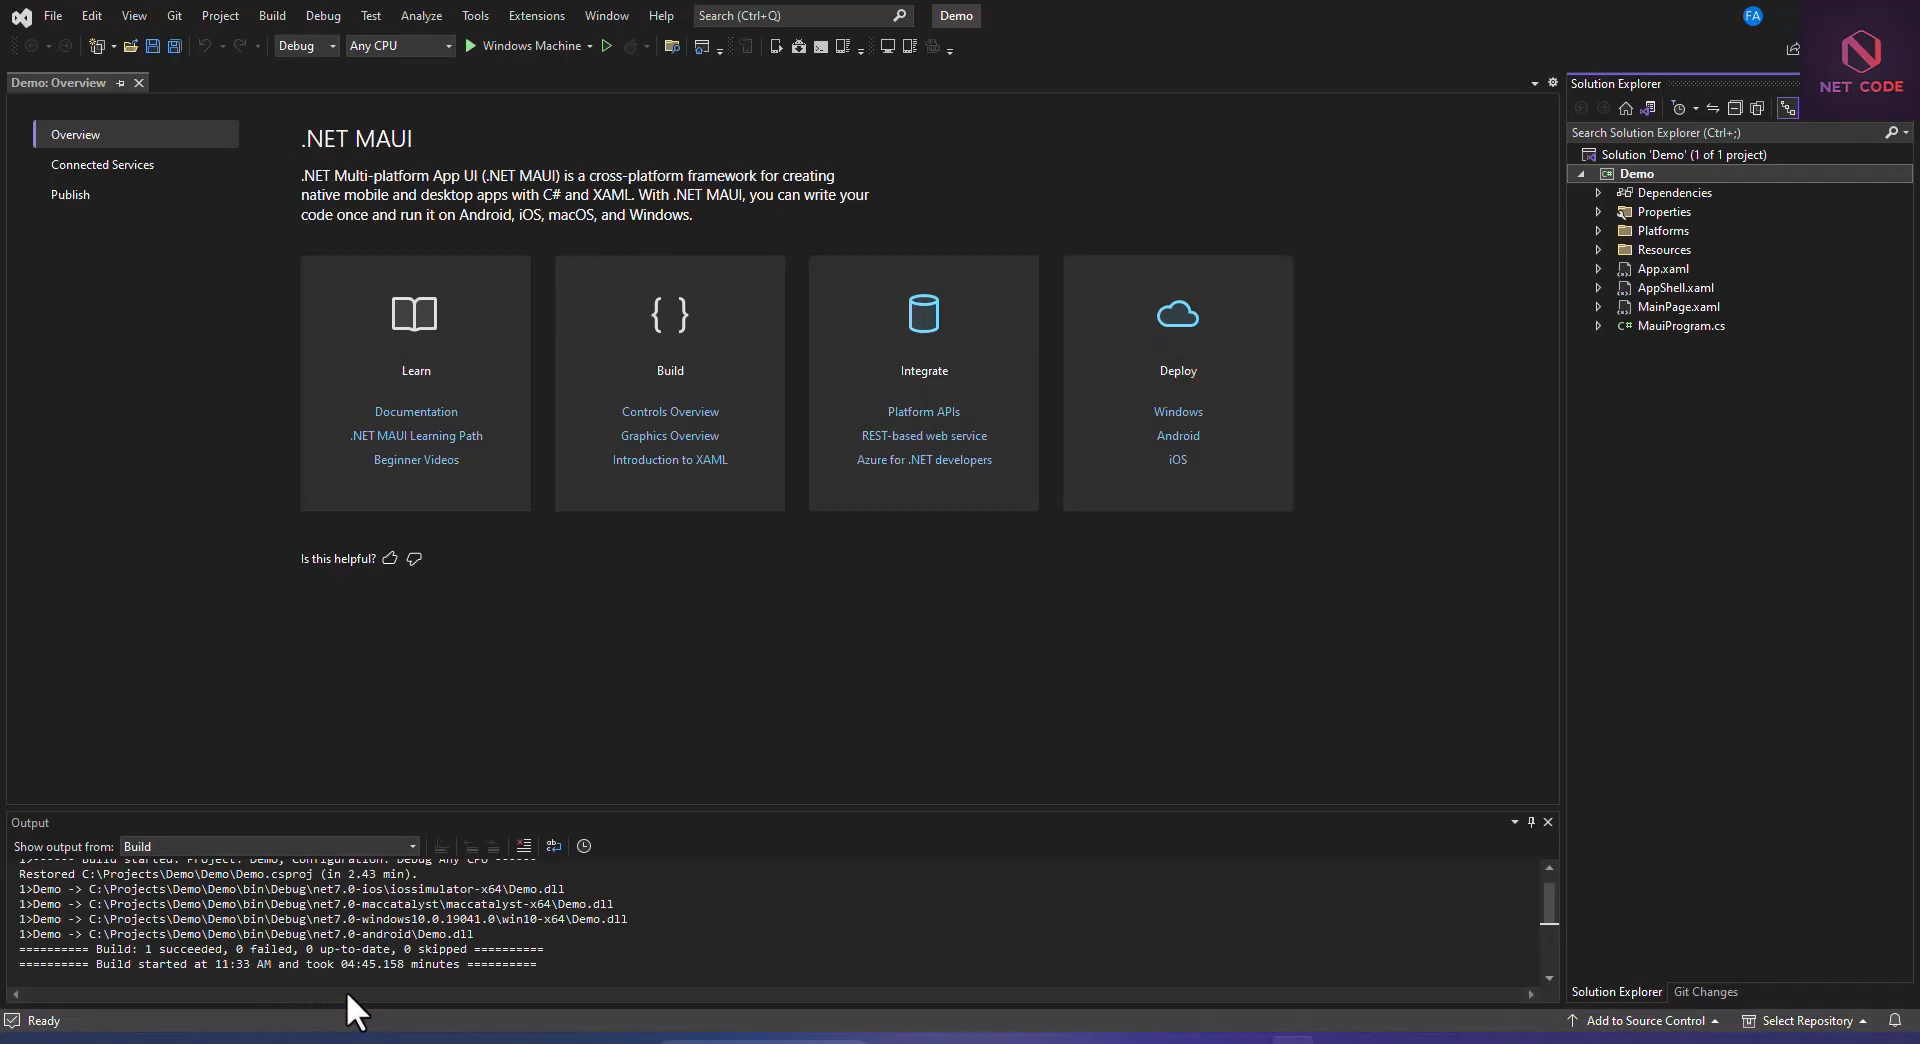 File Edit View Git Project Build Debug Test Analyze Tools Extensions Window Help Search (Ctrl+Q) Demo FA
Debug Any CPU Windows Machine
NET CODE
Demo: Overview
Overview
Connected Services
Publish
.NET MAUI
.NET Multi-platform App UI (.NET MAUI) is a cross-platform framework for creating
native mobile and desktop apps with C# and XAML. With .NET MAUI, you can write your
code once and run it on Android, iOS, macOS, and Windows.
Learn
Documentation
.NET MAUI Learning Path
Beginner Videos
Build
Controls Overview
Graphics Overview
Introduction to XAML
Integrate
Platform APIs
REST-based web service
Azure for .NET developers
Deploy
Windows
Android
iOS
Is this helpful?
Solution Explorer
Search Solution Explorer (Ctrl+;)
Solution 'Demo' (1 of 1 project)
C# Demo
Dependencies
Properties
Platforms
Resources
App.xaml
AppShell.xaml
MainPage.xaml
C# MauiProgram.cs
Output
Show output from: Build
1>------ Build started: Project: Demo, Configuration: Debug Any CPU ------
Restored C:\Projects\Demo\Demo\Demo.csproj (in 2.43 min).
1>Demo -> C:\Projects\Demo\Demo\bin\Debug\net7.0-ios\iossimulator-x64\Demo.dll
1>Demo -> C:\Projects\Demo\Demo\bin\Debug\net7.0-maccatalyst\maccatalyst-x64\Demo.dll
1>Demo -> C:\Projects\Demo\Demo\bin\Debug\net7.0-windows10.0.19041.0\win10-x64\Demo.dll
1>Demo -> C:\Projects\Demo\Demo\bin\Debug\net7.0-android\Demo.dll
========== Build: 1 succeeded, 0 failed, 0 up-to-date, 0 skipped ==========
========== Build started at 11:33 AM and took 04:45.158 minutes ==========
Solution Explorer Git Changes
Ready Add to Source Control Select Repository